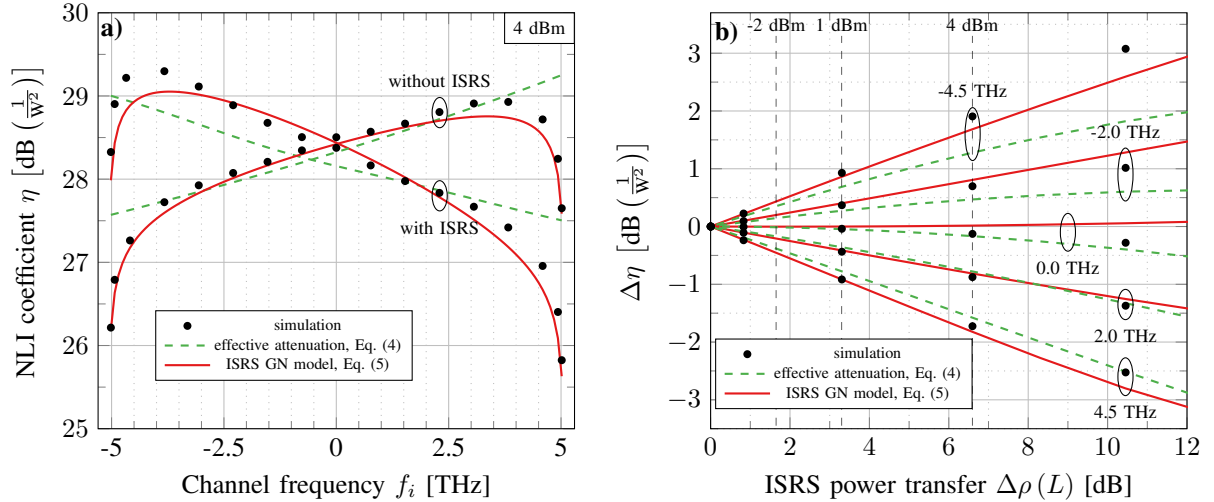 a)
4 dBm
30
29
28
27
26
25
NLI coefficient η [dB (1/W²)]
without ISRS
with ISRS
simulation
effective attenuation, Eq. (4)
ISRS GN model, Eq. (5)
-5 -2.5 0 2.5 5
Channel frequency f_i [THz]
b)
-2 dBm 1 dBm 4 dBm
3
2
1
0
−1
−2
−3
Δη [dB (1/W²)]
-4.5 THz
-2.0 THz
0.0 THz
2.0 THz
4.5 THz
simulation
effective attenuation, Eq. (4)
ISRS GN model, Eq. (5)
0 2 4 6 8 10 12
ISRS power transfer Δρ (L) [dB]